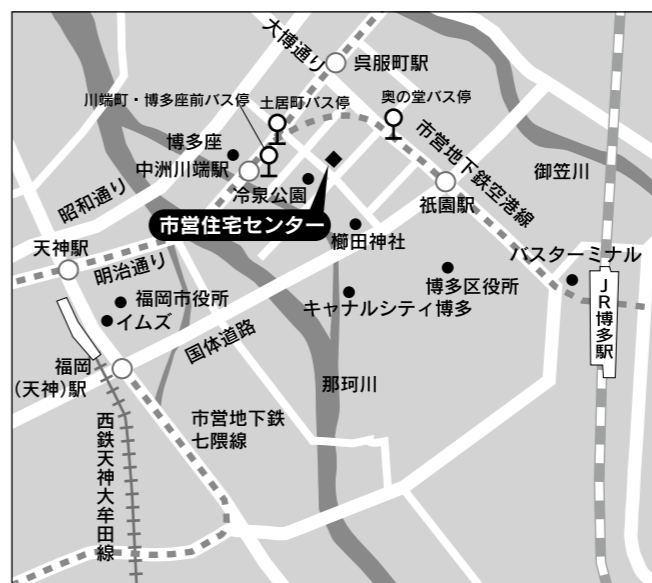 大博通り
呉服町駅
川端町・博多座前バス停
土居町バス停
奥の堂バス停
博多座
中洲川端駅
市営地下鉄空港線
御笠川
昭和通り
冷泉公園
祇園駅
市営住宅センター
櫛田神社
天神駅
明治通り
バスターミナル
福岡市役所
博多区役所
イムズ
キャナルシティ博多
JR博多駅
国体道路
福岡
(天神)駅
那珂川
市営地下鉄
七隈線
西鉄天神大牟田線